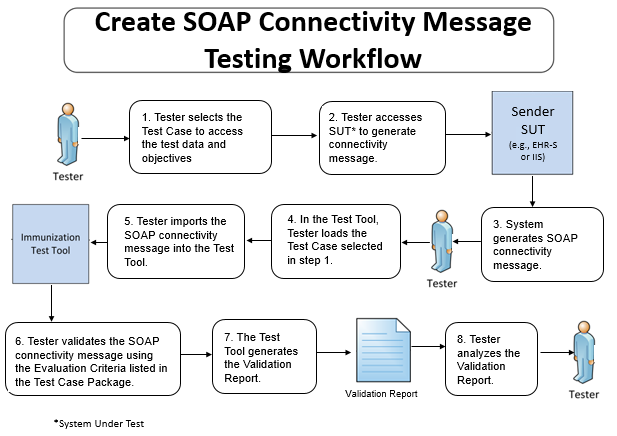 Create SOAP Connectivity Message
Testing Workflow
Tester
1. Tester selects the
Test Case to access
the test data and
objectives
2. Tester accesses
SUT* to generate
connectivity
message.
Sender
SUT
(e.g., EHR-S
or IIS)
3. System
generates SOAP
connectivity
message.
Tester
4. In the Test Tool,
Tester loads the
Test Case selected
in step 1.
5. Tester imports the
SOAP connectivity
message into the Test
Tool.
Immunization
Test Tool
6. Tester validates the SOAP
connectivity message using
the Evaluation Criteria listed in
the Test Case Package.
7. The Test
Tool generates
the Validation
Report.
Validation Report
8. Tester
analyzes the
Validation
Report.
Tester
*System Under Test